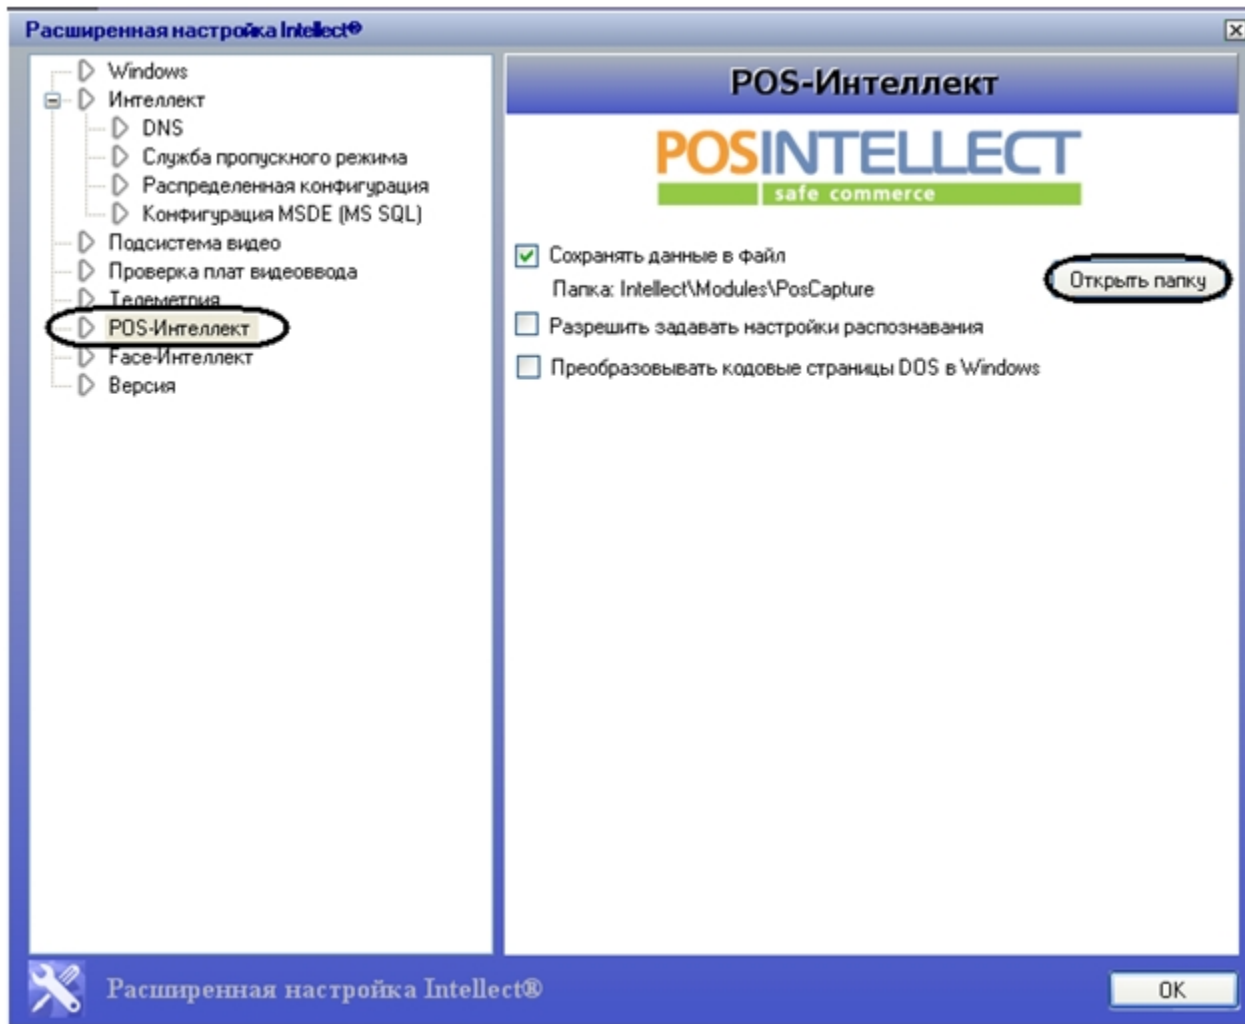 Расширенная настройка Intellect®
Windows
Интеллект
DNS
Служба пропускного режима
Распределенная конфигурация
Конфигурация MSDE (MS SQL)
Подсистема видео
Проверка плат видеоввода
Телеметрия
POS-Интеллект
Face-Интеллект
Версия
POS-Интеллект
POSINTELLECT
safe commerce
Сохранять данные в файл
Папка: Intellect\Modules\PosCapture
Открыть папку
Разрешить задавать настройки распознавания
Преобразовывать кодовые страницы DOS в Windows
Расширенная настройка Intellect®
OK